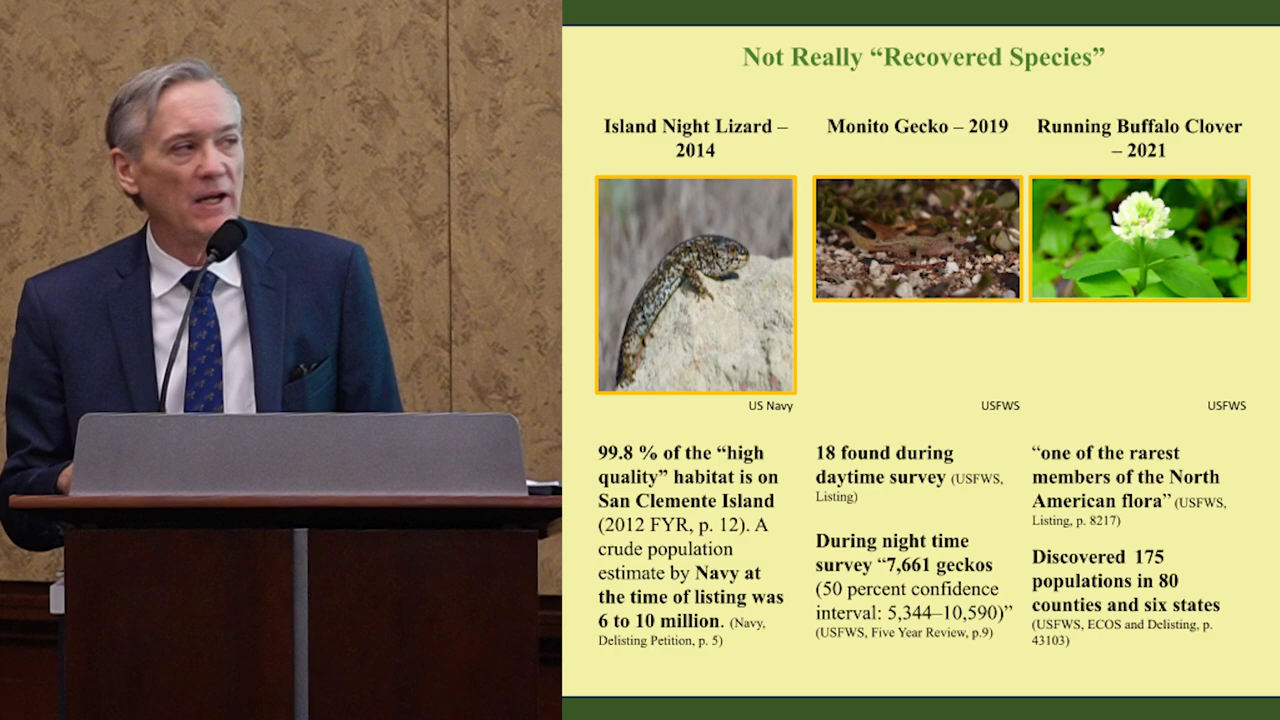 Not Really “Recovered Species”
Island Night Lizard –
2014
Monito Gecko – 2019
Running Buffalo Clover
– 2021
US Navy
USFWS
USFWS
99.8 % of the “high
quality” habitat is on
San Clemente Island
(2012 FYR, p. 12). A
crude population
estimate by Navy at
the time of listing was
6 to 10 million. (Navy,
Delisting Petition, p. 5)
18 found during
daytime survey (USFWS,
Listing)
During night time
survey “7,661 geckos
(50 percent confidence
interval: 5,344–10,590)”
(USFWS, Five Year Review, p.9)
“one of the rarest
members of the North
American flora” (USFWS,
Listing, p. 8217)
Discovered 175
populations in 80
counties and six states
(USFWS, ECOS and Delisting, p.
43103)